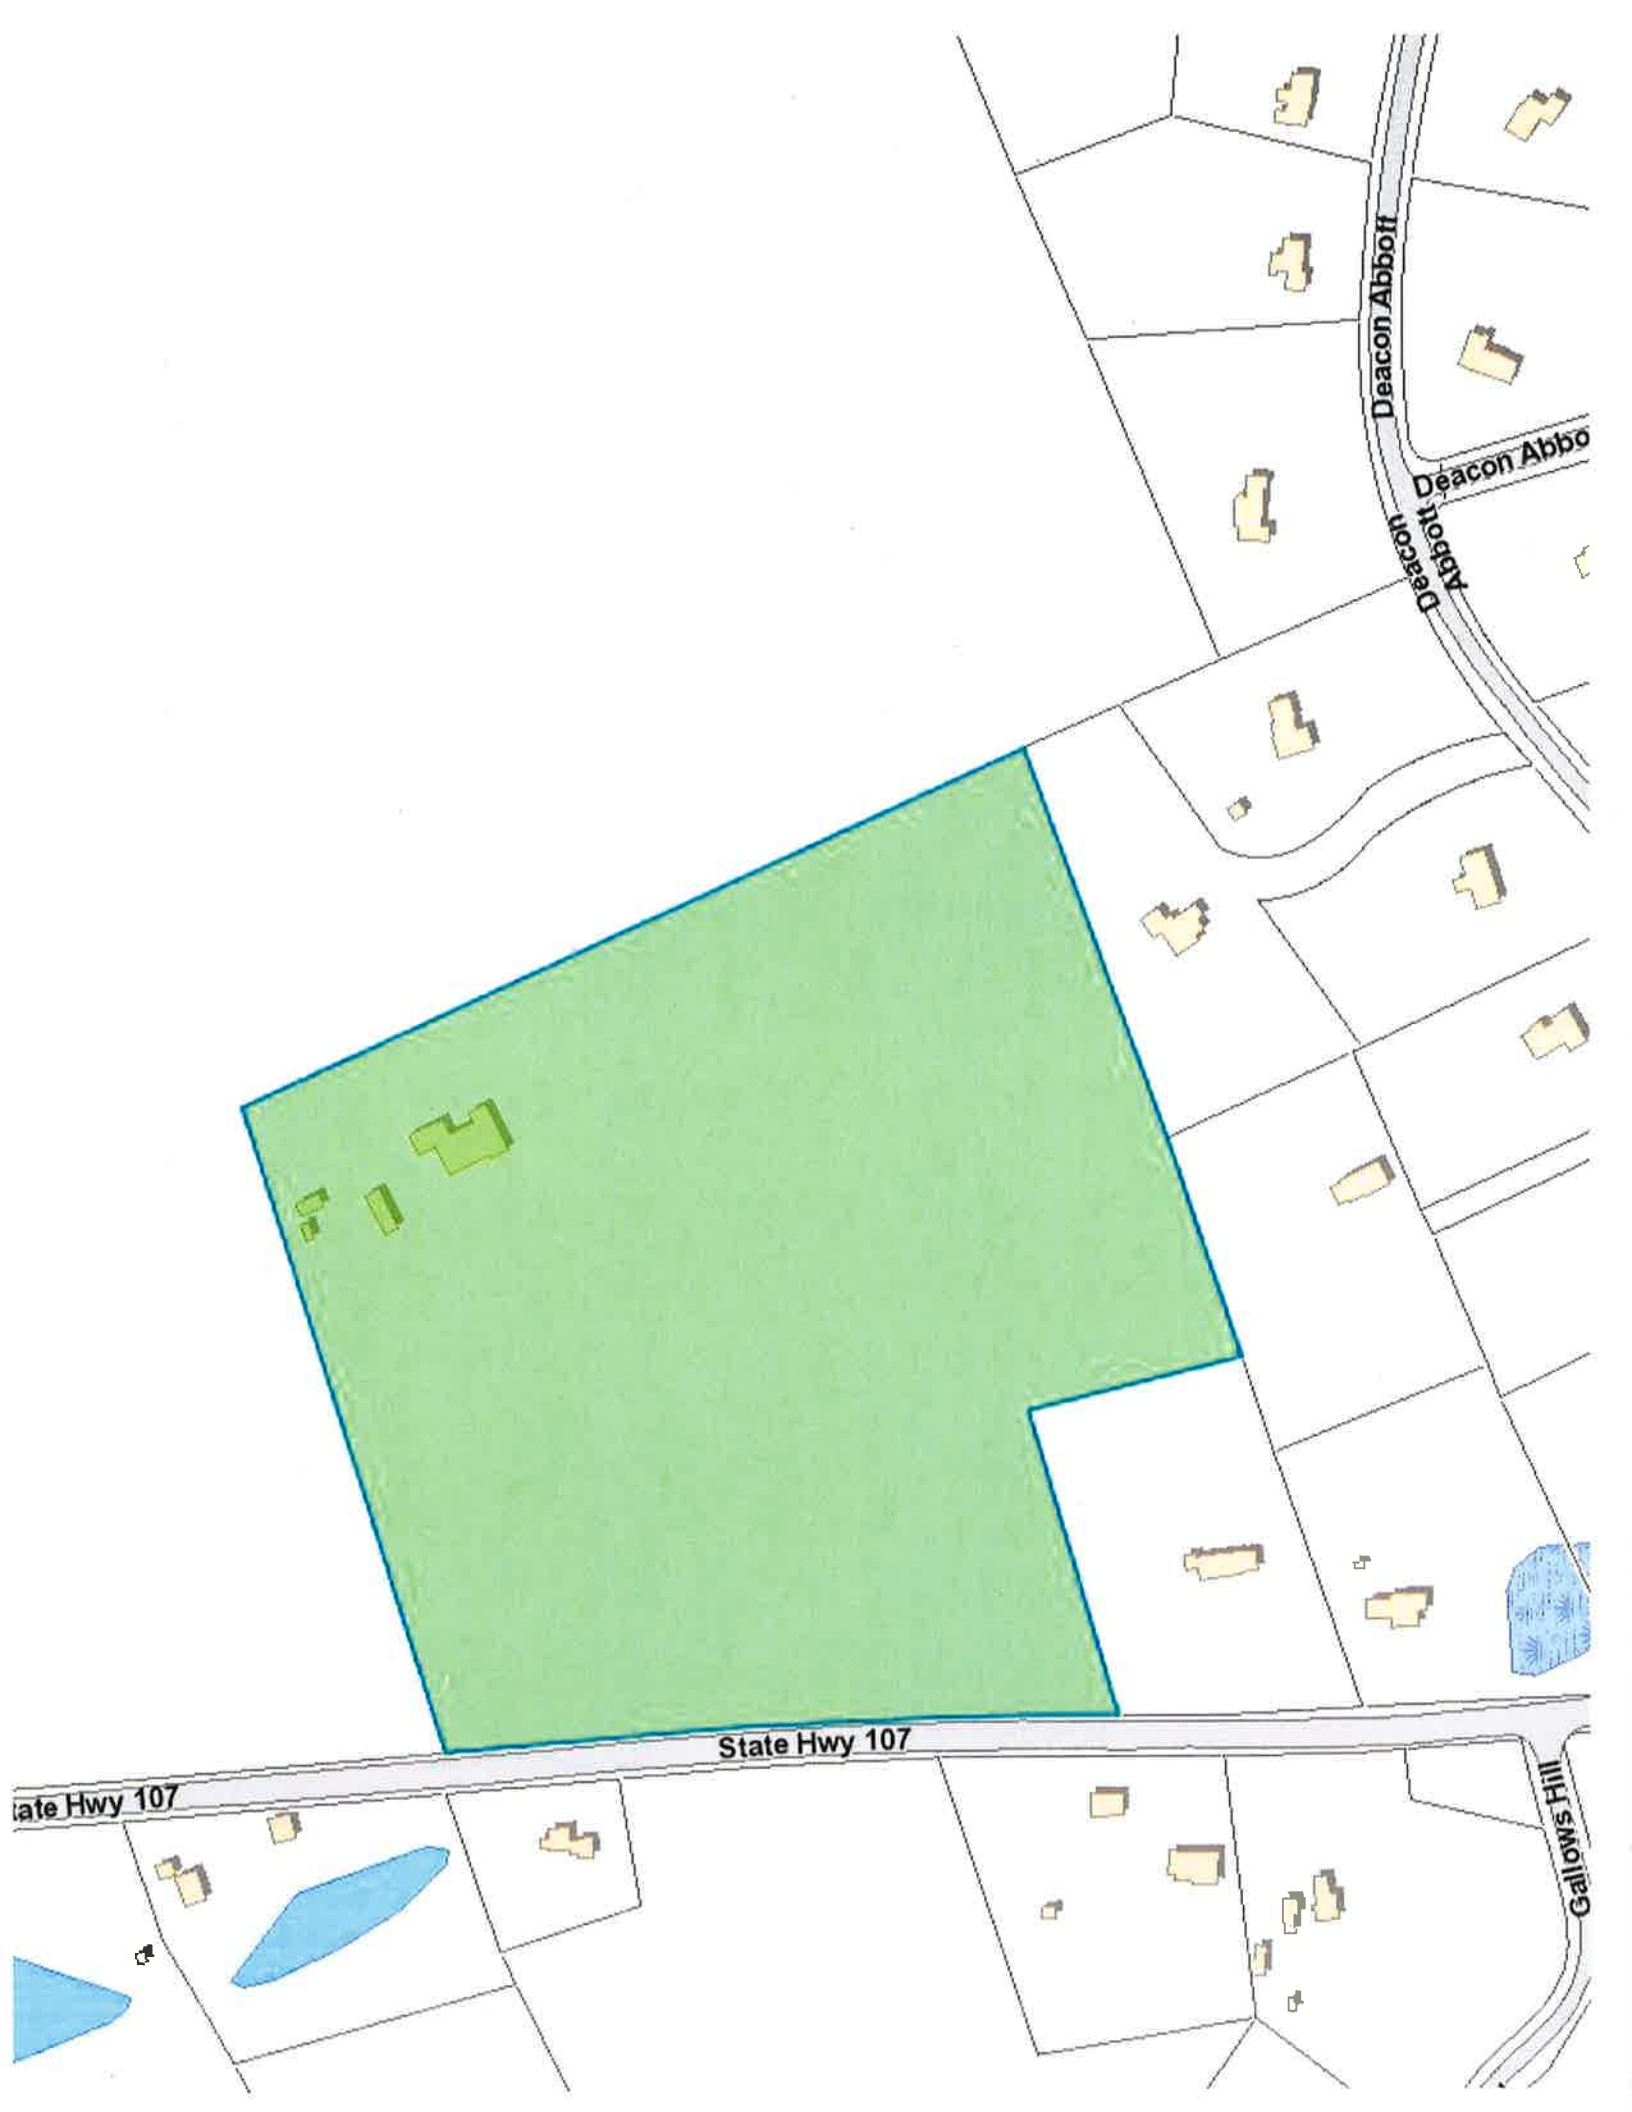 Deacon Abbott
Deacon Abbo
Deacon
Abbott
State Hwy 107
tate Hwy 107
Gallows Hill